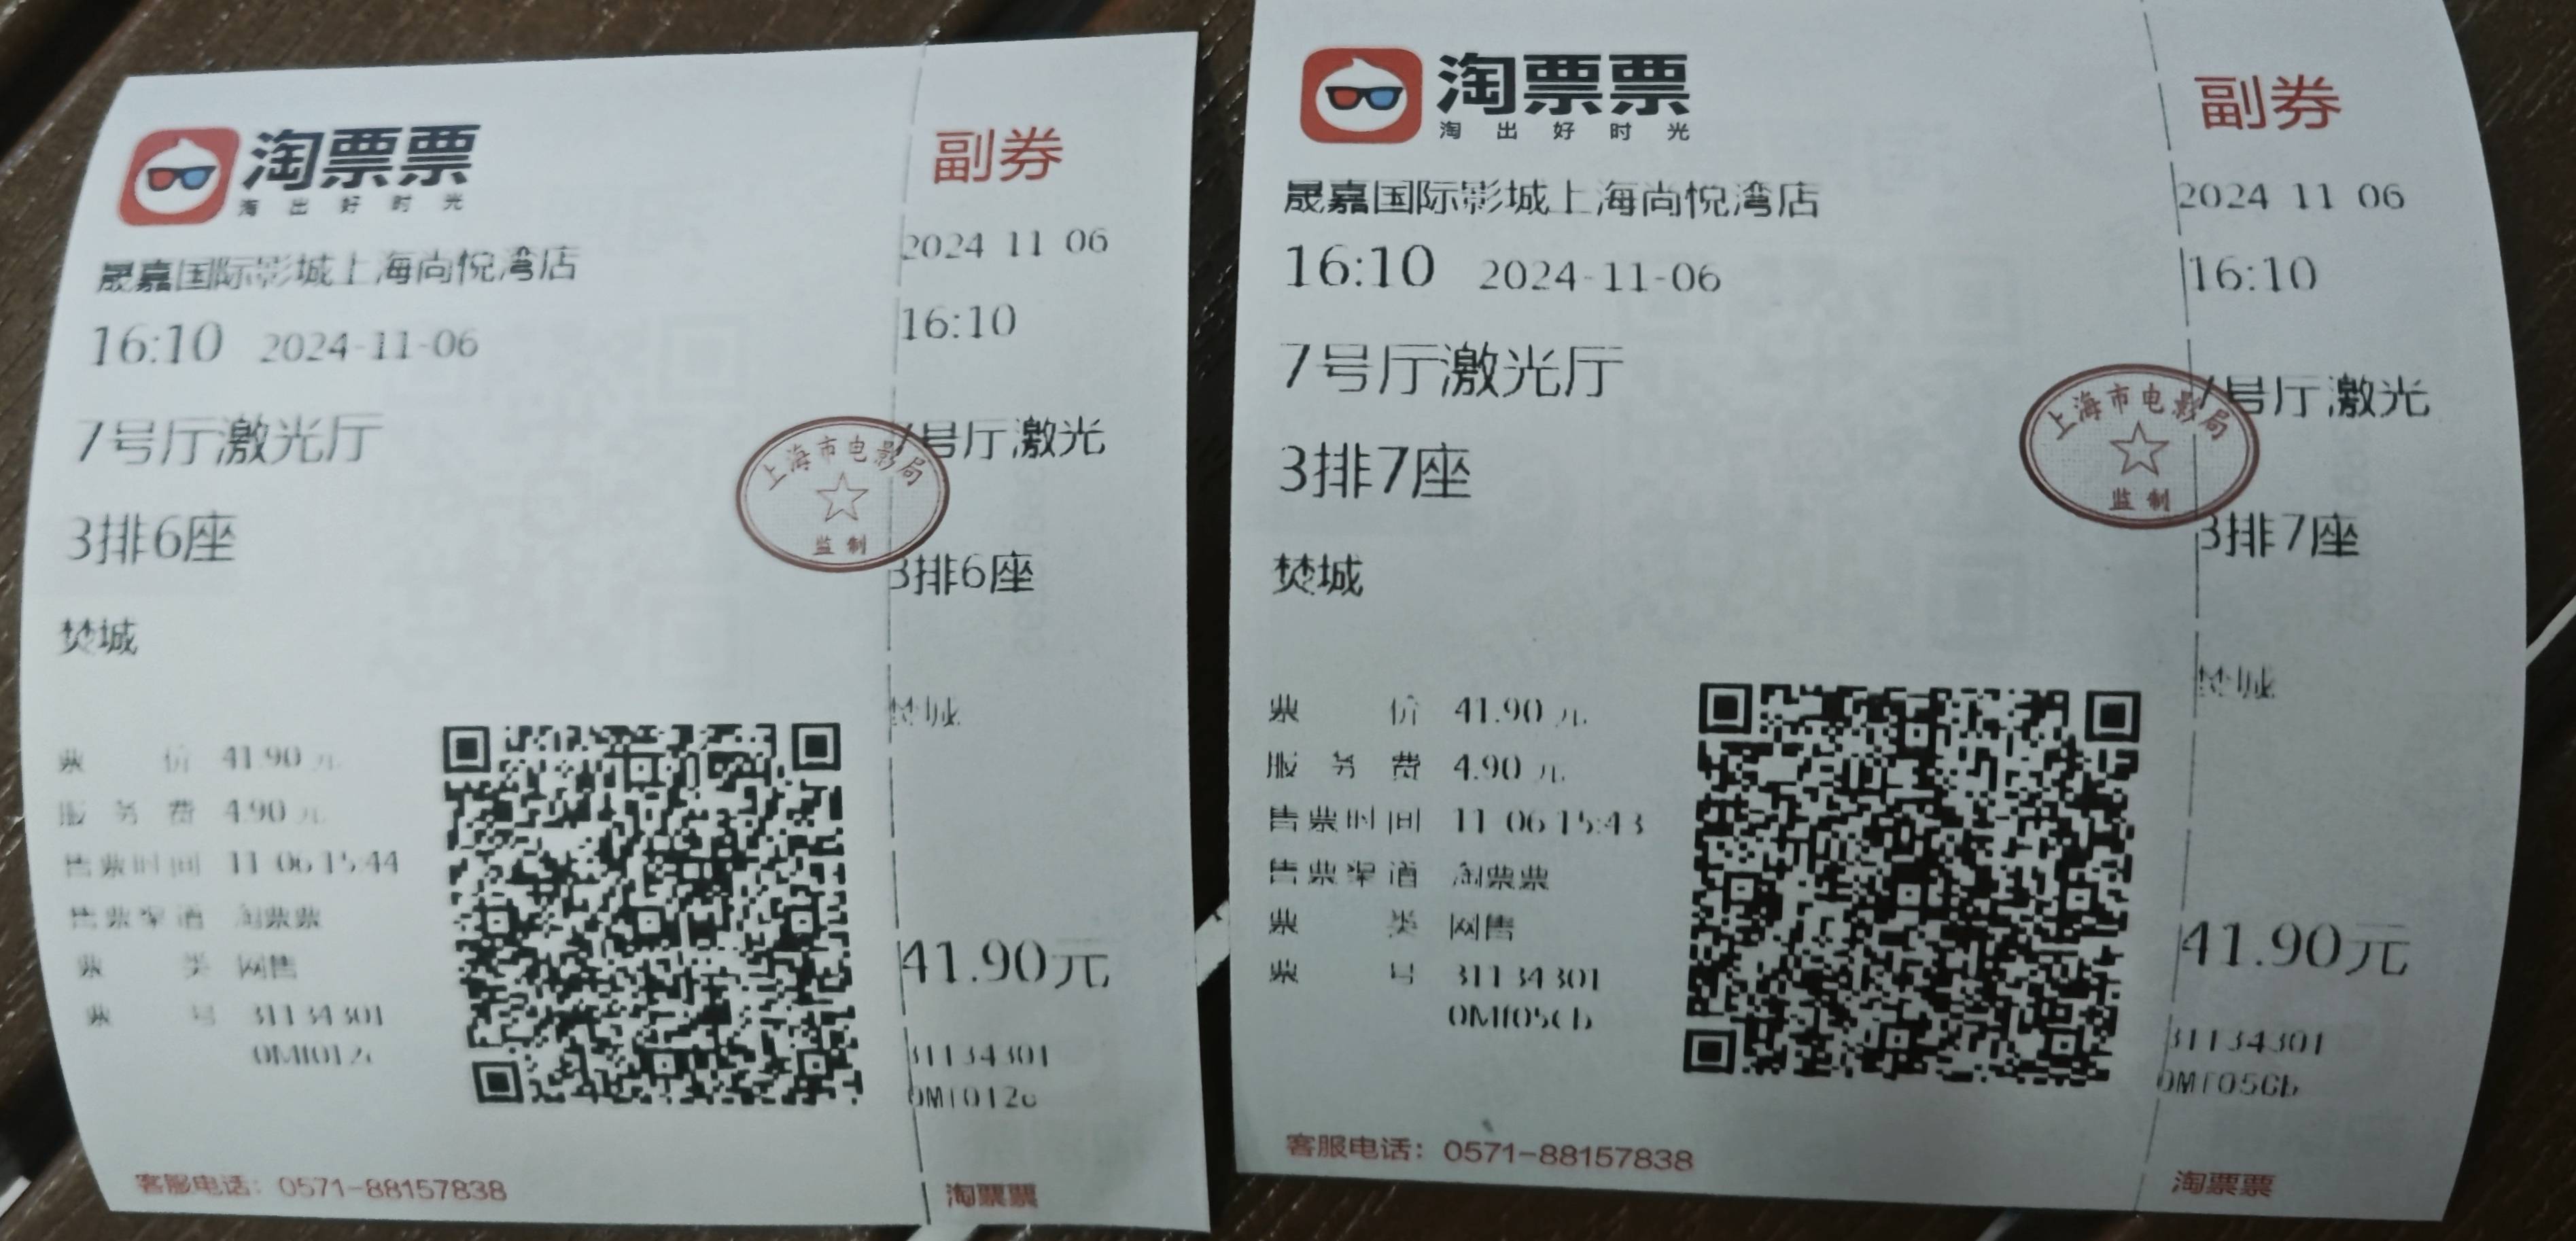 淘票票
淘出好时光
晟嘉国际影城上海尚悦湾店
16:10 2024-11-06
7号厅激光厅
3排6座
焚城
票价 41.90 元
服务费 4.90 元
售票时间 11-06 15:44
售票渠道 淘票票
票类 网售
票号 31134301
客服电话：0571-88157838
上海市电影局
监制
副券
2024 11 06
16:10
7号厅激光
3排6座
41.90元
31134301
淘票票
淘票票
淘出好时光
晟嘉国际影城上海尚悦湾店
16:10 2024-11-06
7号厅激光厅
3排7座
焚城
票价 41.90 元
服务费 4.90 元
售票时间 11-06 15:43
售票渠道 淘票票
票类 网售
票号 31134301
客服电话：0571-88157838
上海市电影局
监制
副券
2024 11 06
16:10
7号厅激光
3排7座
41.90元
31134301
淘票票